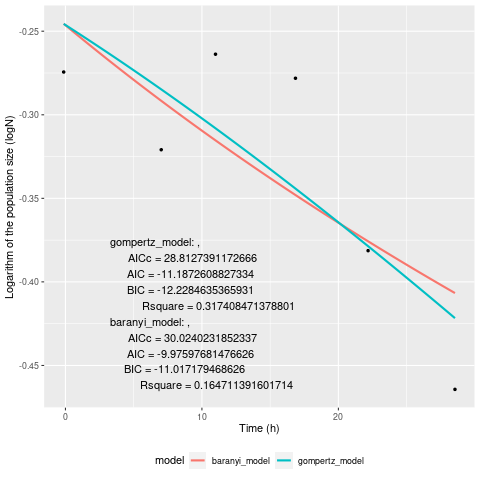 -0.25
-0.30
-0.35
-0.40
-0.45
Logarithm of the population size (logN)
gompertz_model: ,
AICc = 28.8127391172666
AIC = -11.1872608827334
BIC = -12.2284635365931
Rsquare = 0.317408471378801
baranyi_model: ,
AICc = 30.0240231852337
AIC = -9.97597681476626
BIC = -11.017179468626
Rsquare = 0.164711391601714
0 10 20
Time (h)
model baranyi_model gompertz_model